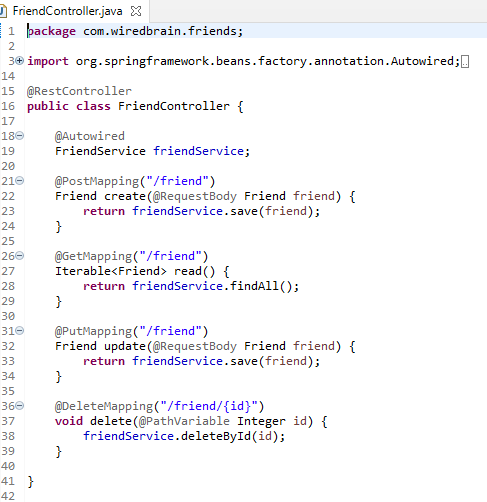 FriendController.java
1 package com.wiredbrain.friends;
2
3 import org.springframework.beans.factory.annotation.Autowired;
14
15 @RestController
16 public class FriendController {
17
18 @Autowired
19 FriendService friendService;
20
21 @PostMapping("/friend")
22 Friend create(@RequestBody Friend friend) {
23 return friendService.save(friend);
24 }
25
26 @GetMapping("/friend")
27 Iterable<Friend> read() {
28 return friendService.findAll();
29 }
30
31 @PutMapping("/friend")
32 Friend update(@RequestBody Friend friend) {
33 return friendService.save(friend);
34 }
35
36 @DeleteMapping("/friend/{id}")
37 void delete(@PathVariable Integer id) {
38 friendService.deleteById(id);
39 }
40
41 }
42